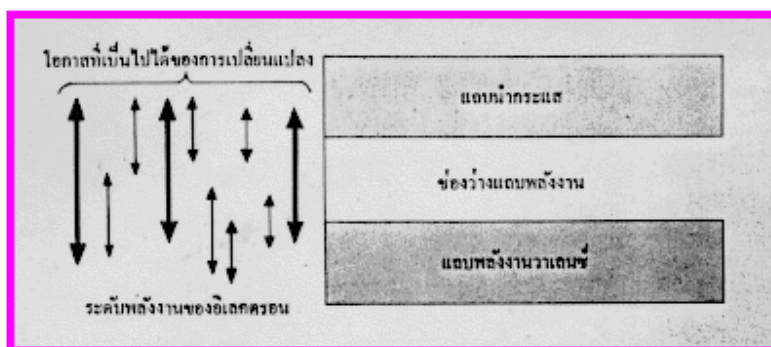 โอกาสที่เป็นไปได้ของการเปลี่ยนแปลง
แถบนำกระแส
ช่องว่างแถบพลังงาน
แถบพลังงานวาเลนซี่
ระดับพลังงานของอิเลคตรอน